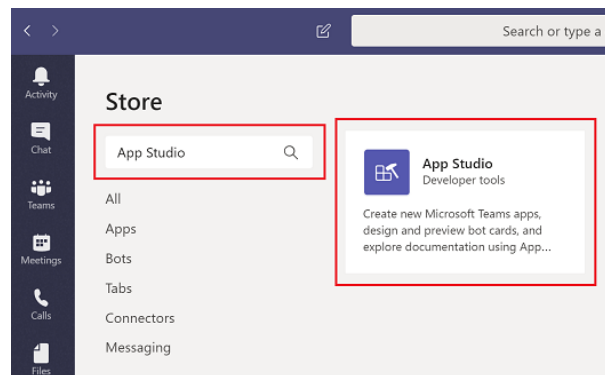 Search or type a
Activity
Chat
Teams
Meetings
Calls
Files
Store
App Studio
All
Apps
Bots
Tabs
Connectors
Messaging
App Studio
Developer tools
Create new Microsoft Teams apps,
design and preview bot cards, and
explore documentation using App...